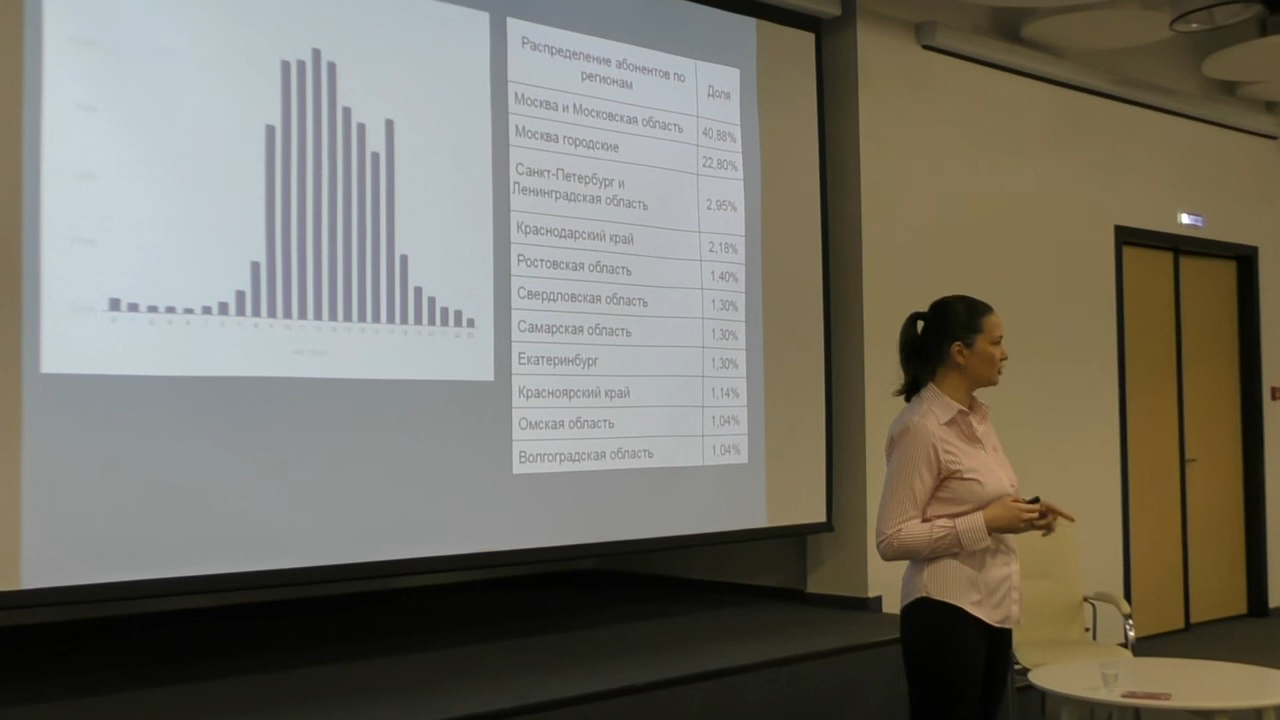 Распределение абонентов по
регионам
Доля
Москва и Московская область
40,88%
Москва городские
22,80%
Санкт-Петербург и
Ленинградская область
2,95%
Краснодарский край
2,18%
Ростовская область
1,40%
Свердловская область
1,30%
Самарская область
1,30%
Екатеринбург
1,30%
Красноярский край
1,14%
Омская область
1,04%
Волгоградская область
1,04%